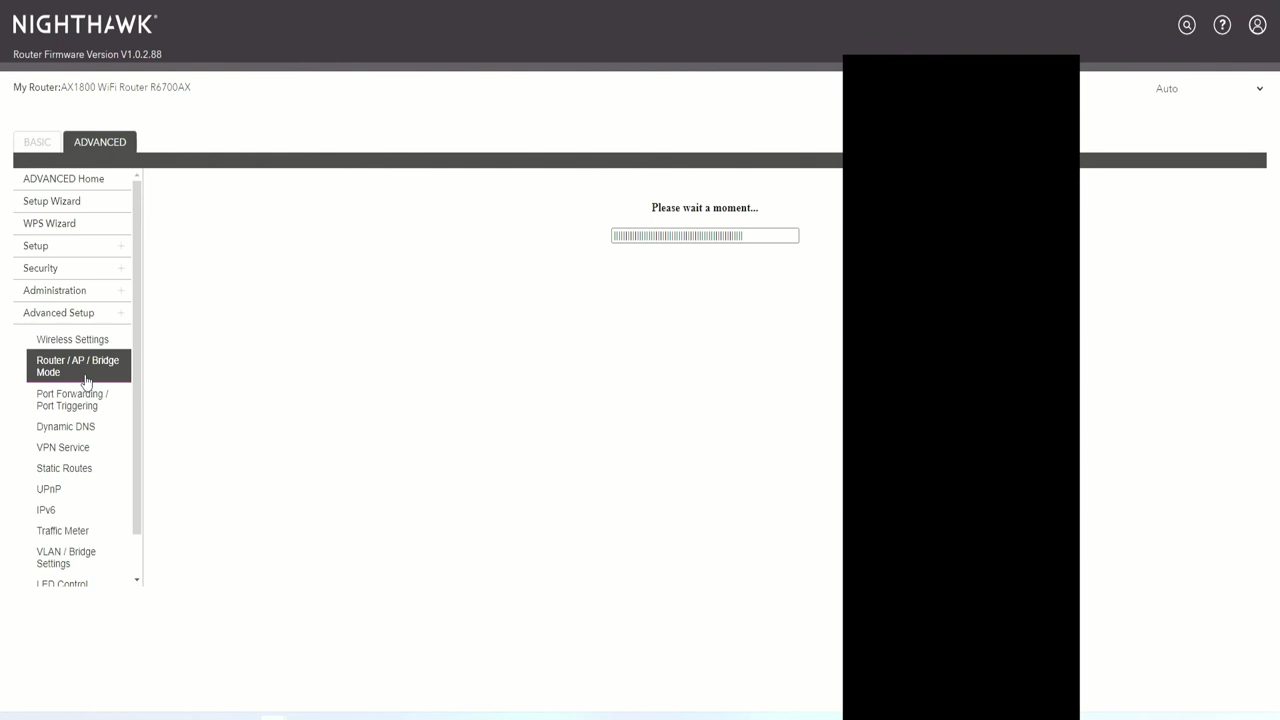 NIGHTHAWK
Router Firmware Version V1.0.2.88
My Router:AX1800 WiFi Router R6700AX
Auto
BASIC
ADVANCED
ADVANCED Home
Setup Wizard
WPS Wizard
Setup +
Security +
Administration +
Advanced Setup +
Wireless Settings
Router / AP / Bridge
Mode
Port Forwarding /
Port Triggering
Dynamic DNS
VPN Service
Static Routes
UPnP
IPv6
Traffic Meter
VLAN / Bridge
Settings
LED Control
Please wait a moment...